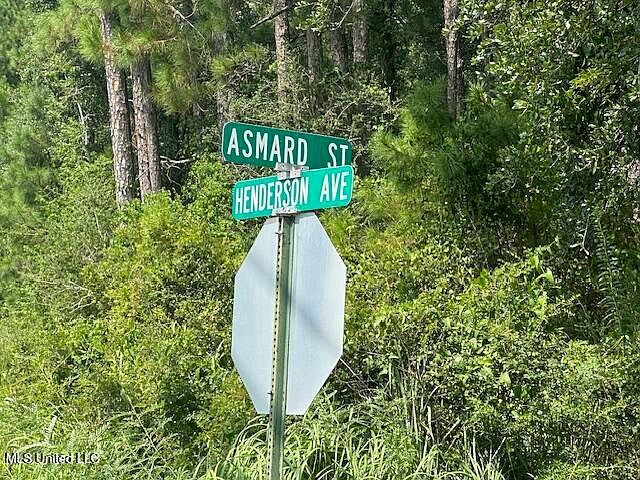 ASMARD ST
HENDERSON AVE
MLS United LLC